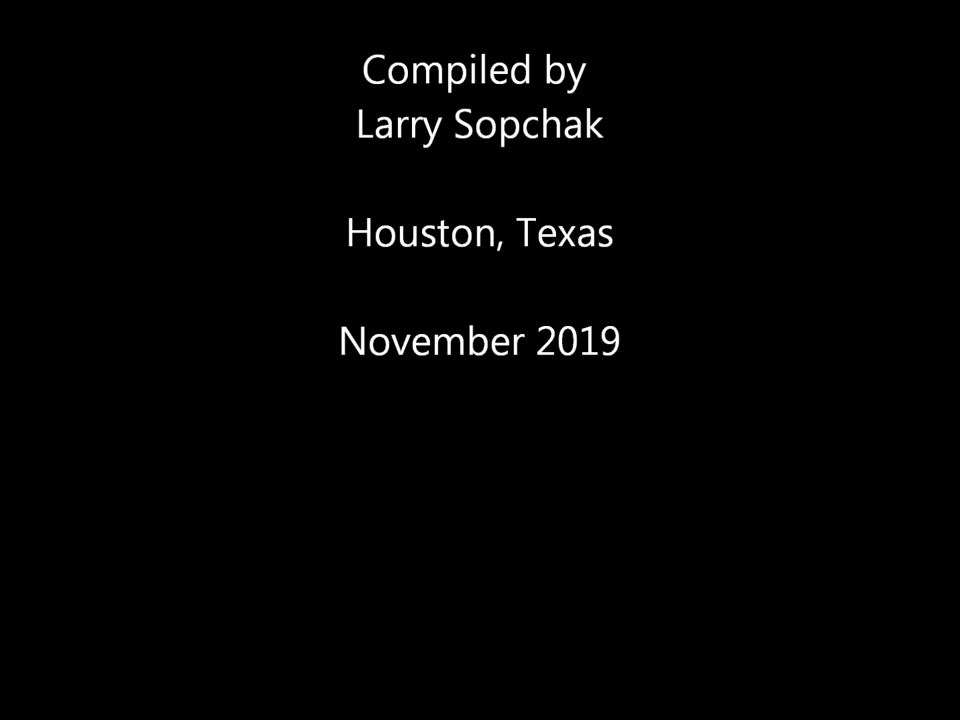 Compiled by
Larry Sopchak
Houston, Texas
November 2019